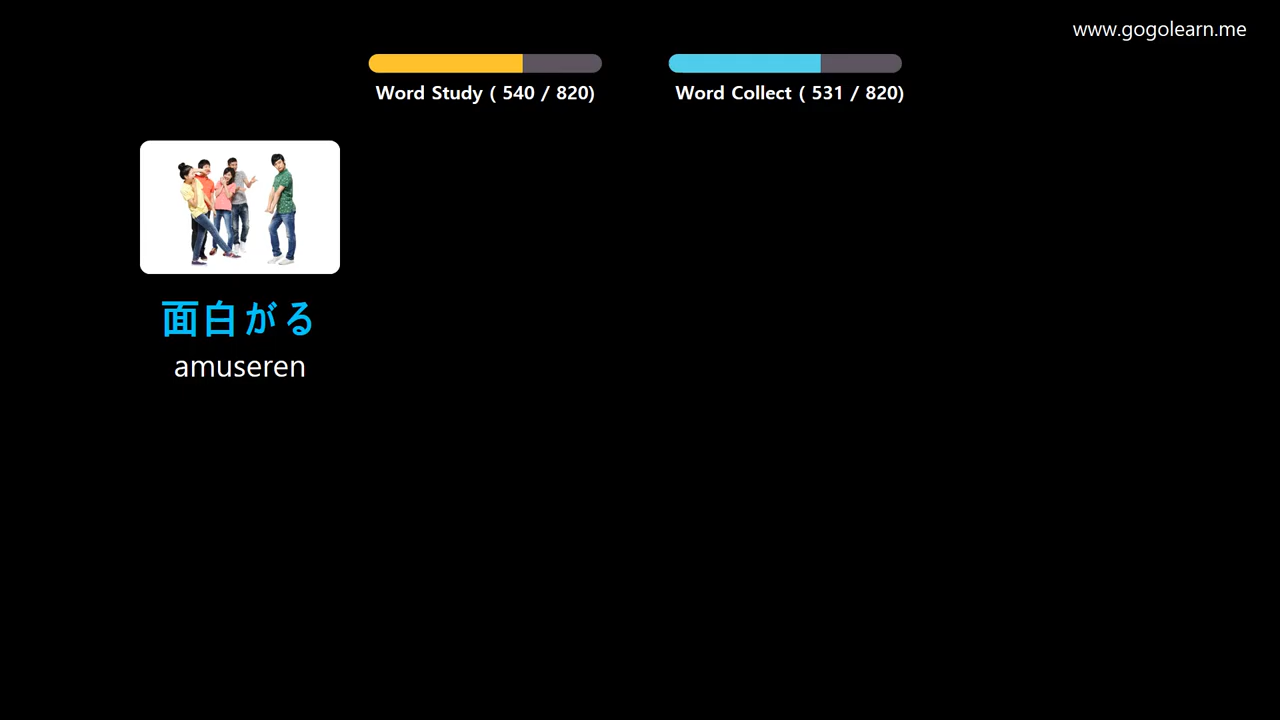 www.gogolearn.me
Word Study ( 540 / 820)
Word Collect ( 531 / 820)
面白がる
amuseren